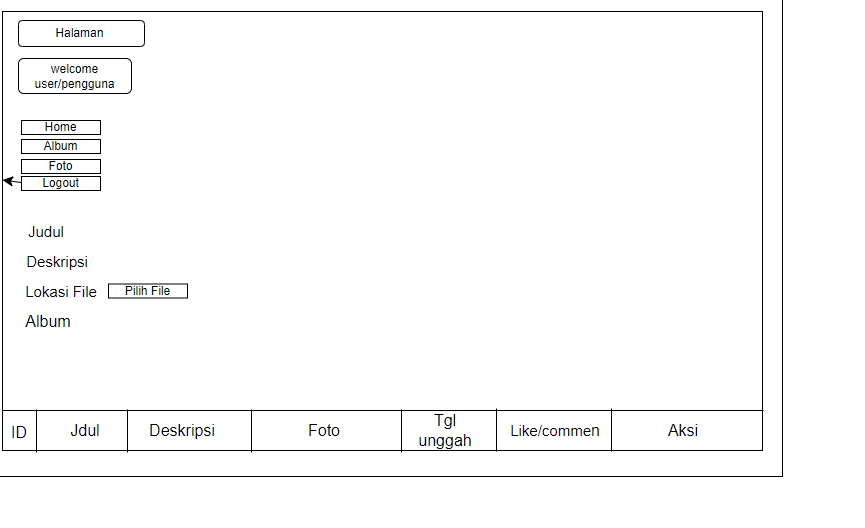 Halaman
welcome
user/pengguna
Home
Album
Foto
Logout
Judul
Deskripsi
Lokasi File Pilih File
Album
ID Jdul Deskripsi Foto Tgl unggah Like/commen Aksi